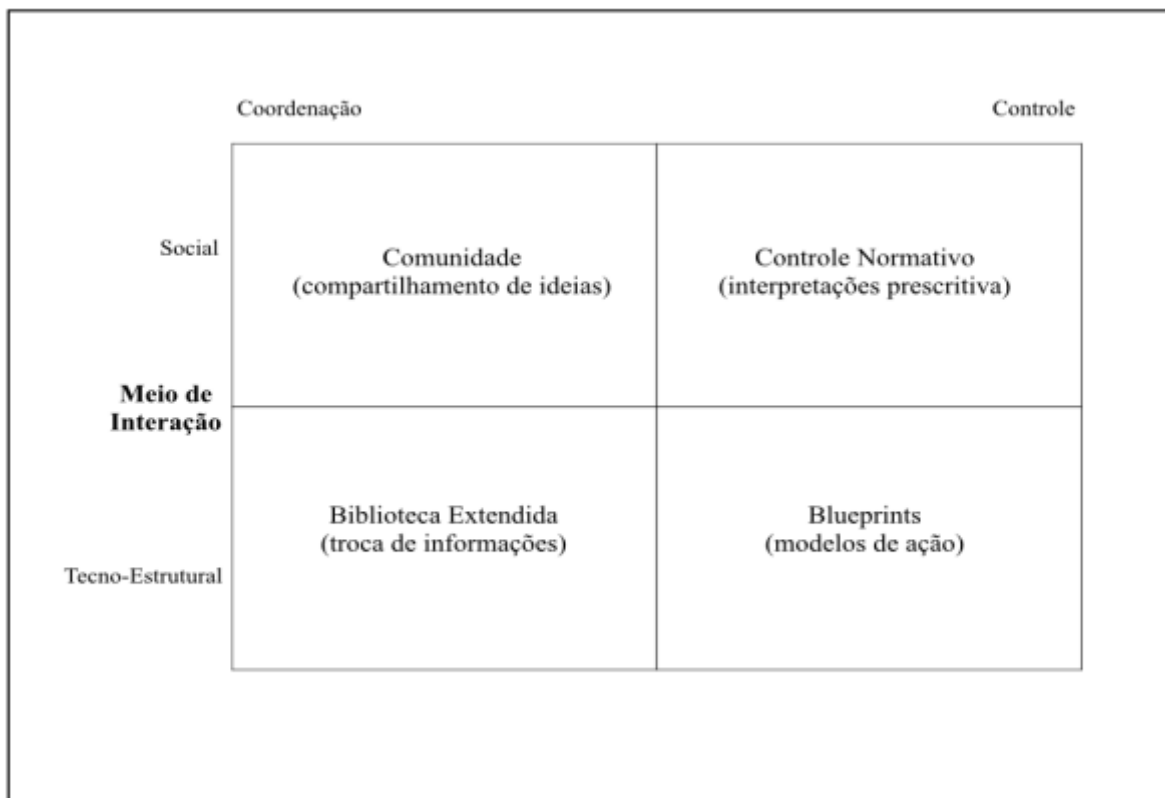 Coordenação
Controle
Social
Comunidade
(compartilhamento de ideias)
Controle Normativo
(interpretações prescritiva)
Meio de
Interação
Biblioteca Extendida
(troca de informações)
Blueprints
(modelos de ação)
Tecno-Estrutural